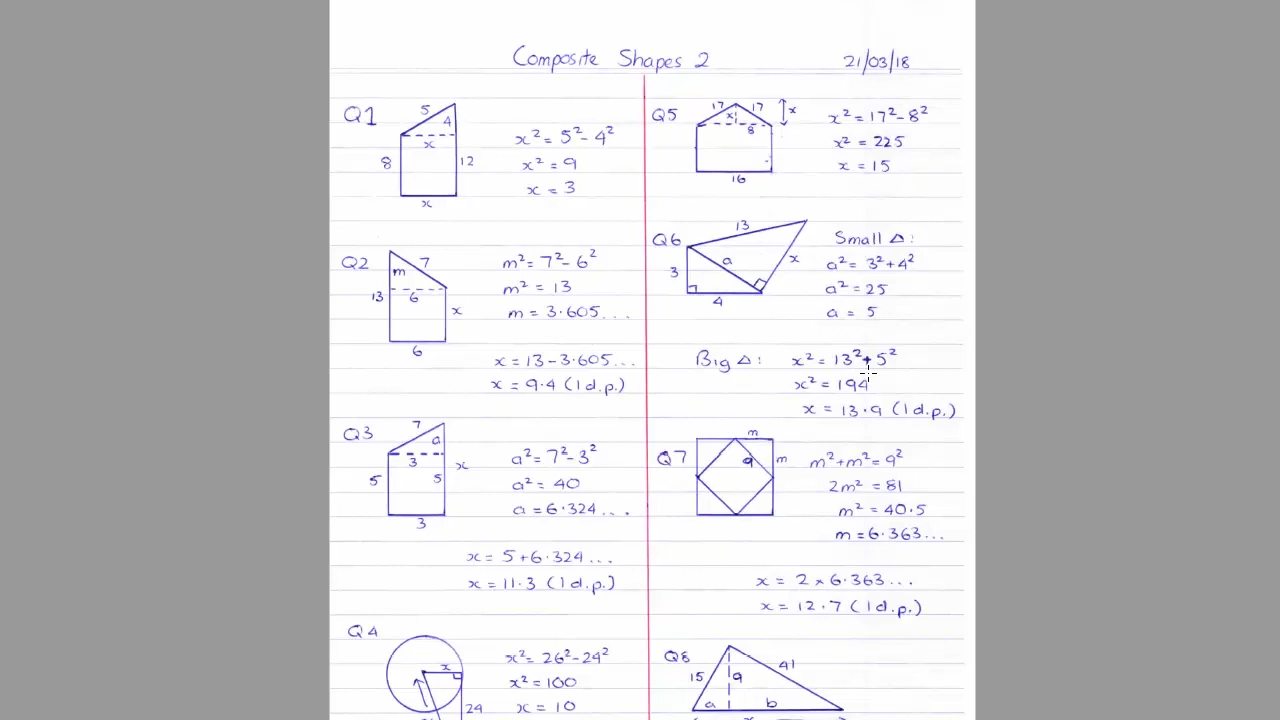 Composite Shapes 2
21/03/18
Q1
5
4
x
8
12
x
x² = 5² - 4²
x² = 9
x = 3
Q2
7
m
13
6
x
6
m² = 7² - 6²
m² = 13
m = 3.605...
x = 13 - 3.605...
x = 9.4 (1 d.p.)
Q3
7
a
3
x
5
5
3
a² = 7² - 3²
a² = 40
a = 6.324...
x = 5 + 6.324...
x = 11.3 (1 d.p.)
Q4
x
24
x² = 26² - 24²
x² = 100
x = 10
Q5
17
17
x
x
8
16
x² = 17² - 8²
x² = 225
x = 15
Q6
13
3
a
x
4
Small △:
a² = 3² + 4²
a² = 25
a = 5
Big △: x² = 13² + 5²
x² = 194
x = 13.9 (1 d.p.)
Q7
m
9
m
m² + m² = 9²
2m² = 81
m² = 40.5
m = 6.363...
x = 2 × 6.363...
x = 12.7 (1 d.p.)
Q8
15
9
41
a
b